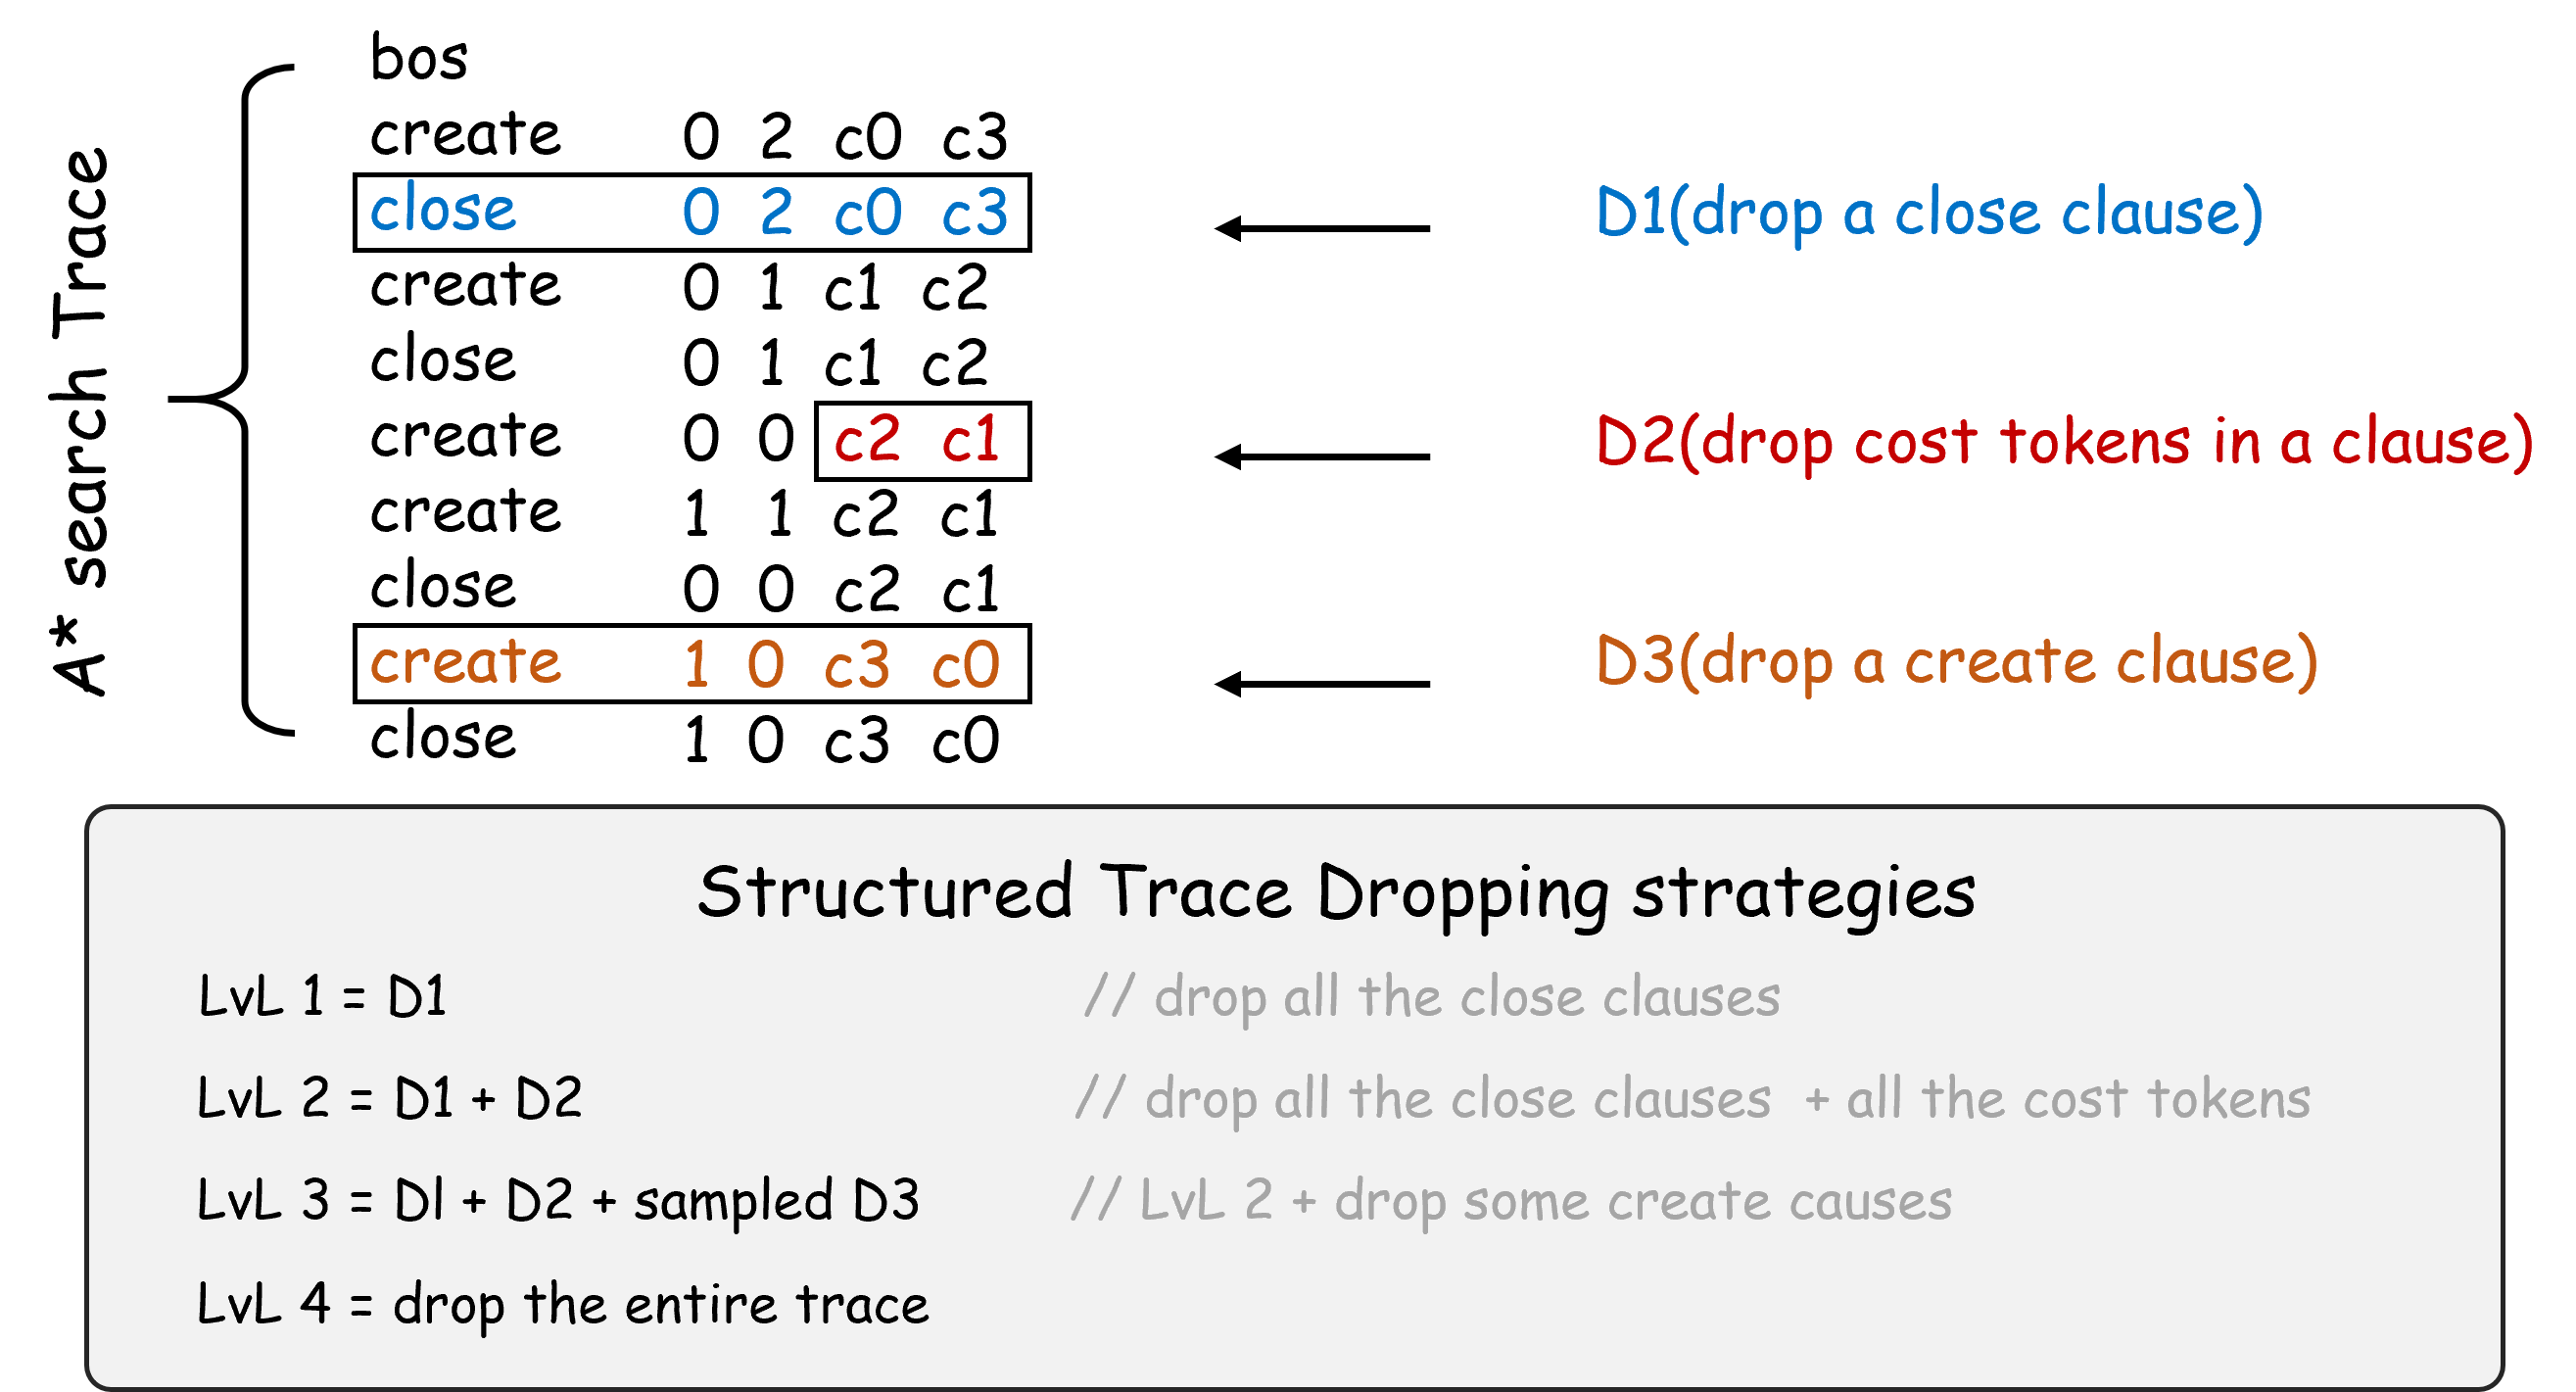 A* search Trace
bos
create 0 2 c0 c3
close 0 2 c0 c3
D1(drop a close clause)
create 0 1 c1 c2
close 0 1 c1 c2
create 0 0 c2 c1
D2(drop cost tokens in a clause)
create 1 1 c2 c1
close 0 0 c2 c1
create 1 0 c3 c0
D3(drop a create clause)
close 1 0 c3 c0
Structured Trace Dropping strategies
LvL 1 = D1 // drop all the close clauses
LvL 2 = D1 + D2 // drop all the close clauses + all the cost tokens
LvL 3 = Dl + D2 + sampled D3 // LvL 2 + drop some create causes
LvL 4 = drop the entire trace